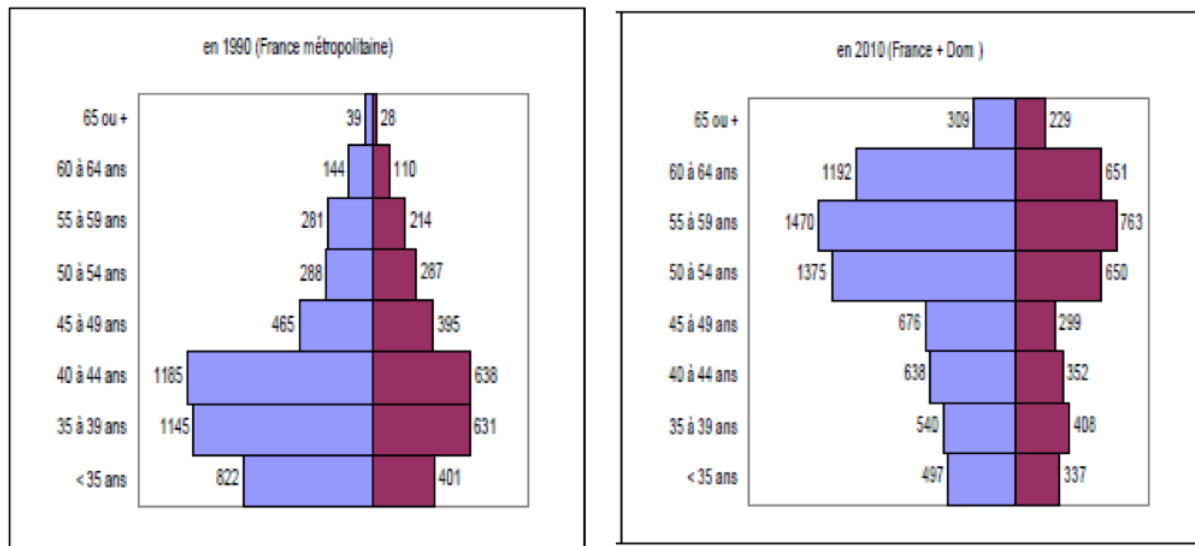 en 1990 (France métropolitaine)
65 ou + 39 28
60 à 64 ans 144 110
55 à 59 ans 281 214
50 à 54 ans 288 287
45 à 49 ans 465 395
40 à 44 ans 1185 638
35 à 39 ans 1145 631
< 35 ans 822 401
en 2010 (France + Dom )
65 ou + 309 229
60 à 64 ans 1192 651
55 à 59 ans 1470 763
50 à 54 ans 1375 650
45 à 49 ans 676 299
40 à 44 ans 638 352
35 à 39 ans 540 408
< 35 ans 497 337